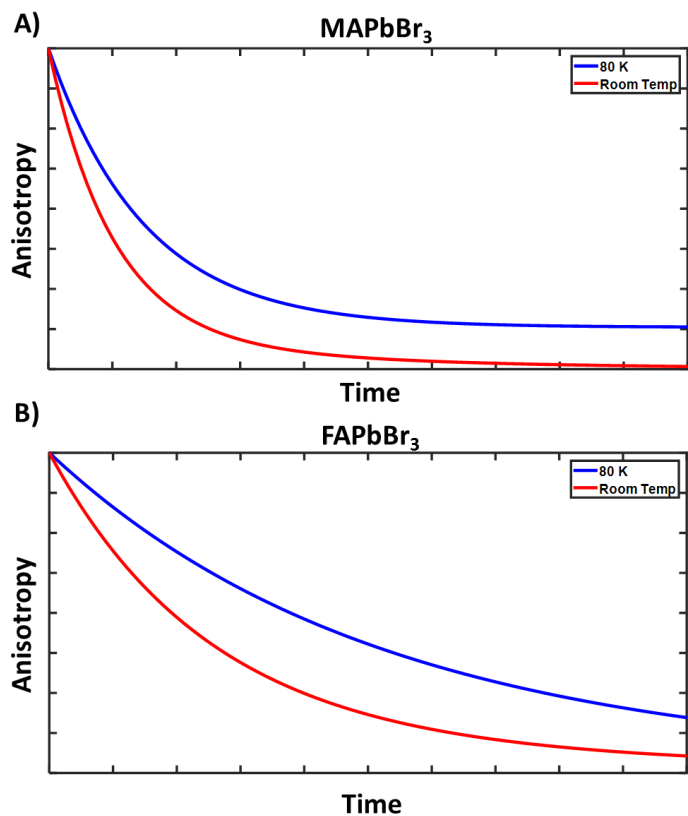 A)
MAPbBr₃
80 K
Room Temp
Anisotropy
Time
B)
FAPbBr₃
80 K
Room Temp
Anisotropy
Time